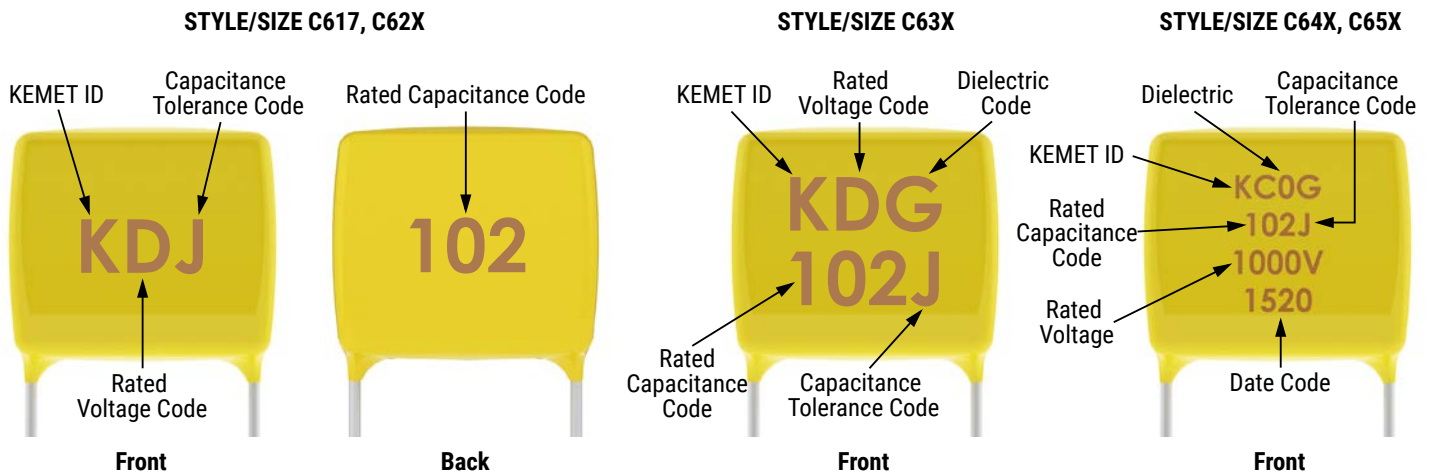 STYLE/SIZE C617, C62X
KEMET ID
Capacitance
Tolerance Code
KDJ
Rated
Voltage Code
Front
Rated Capacitance Code
102
Back
STYLE/SIZE C63X
KEMET ID
Rated
Voltage Code
Dielectric
Code
KDG
102J
Rated
Capacitance
Code
Capacitance
Tolerance Code
Front
STYLE/SIZE C64X, C65X
Dielectric
Capacitance
Tolerance Code
KEMET ID
Rated
Capacitance
Code
Rated
Voltage
KC0G
102J
1000V
1520
Date Code
Front